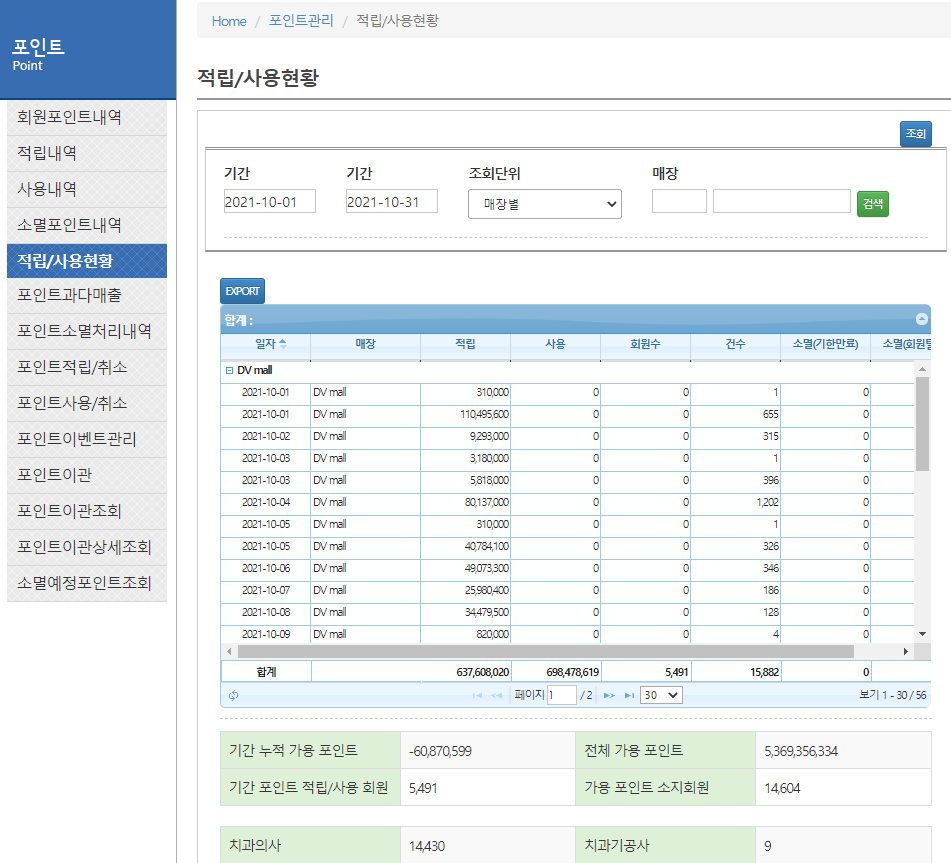 Home / 포인트관리 / 적립/사용현황
포인트
Point
회원포인트내역
적립내역
사용내역
소멸포인트내역
적립/사용현황
포인트과다매출
포인트소멸처리내역
포인트적립/취소
포인트사용/취소
포인트이벤트관리
포인트이관
포인트이관조회
포인트이관상세조회
소멸예정포인트조회
적립/사용현황
조회
기간 기간 조회단위 매장
2021-10-01 2021-10-31 매장별 검색
EXPORT
합계 :
일자 매장 적립 사용 회원수 건수 소멸(기한만료) 소멸(회원탈
DV mall
2021-10-01 DV mall 310,000 0 0 1 0
2021-10-01 DV mall 110,495,600 0 0 655 0
2021-10-02 DV mall 9,293,000 0 0 315 0
2021-10-03 DV mall 3,180,000 0 0 1 0
2021-10-03 DV mall 5,818,000 0 0 396 0
2021-10-04 DV mall 80,137,000 0 0 1,202 0
2021-10-05 DV mall 310,000 0 0 1 0
2021-10-05 DV mall 40,784,100 0 0 326 0
2021-10-06 DV mall 49,073,300 0 0 346 0
2021-10-07 DV mall 25,980,400 0 0 186 0
2021-10-08 DV mall 34,479,500 0 0 128 0
2021-10-09 DV mall 820,000 0 0 4 0
합계 637,608,020 698,478,619 5,491 15,882 0
페이지 1 / 2 30 보기 1 - 30 / 56
기간 누적 가용 포인트 -60,870,599 전체 가용 포인트 5,369,356,334
기간 포인트 적립/사용 회원 5,491 가용 포인트 소지회원 14,604
치과의사 14,430 치과기공사 9